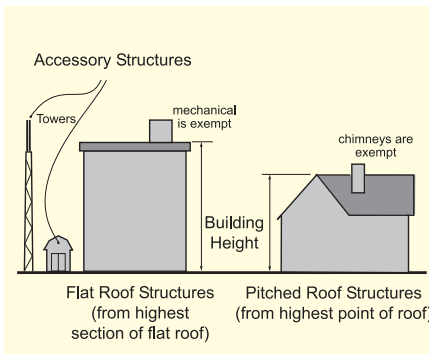 Accessory Structures
Towers
mechanical
is exempt
chimneys are
exempt
Building
Height
Flat Roof Structures
(from highest
section of flat roof)
Pitched Roof Structures
(from highest point of roof)